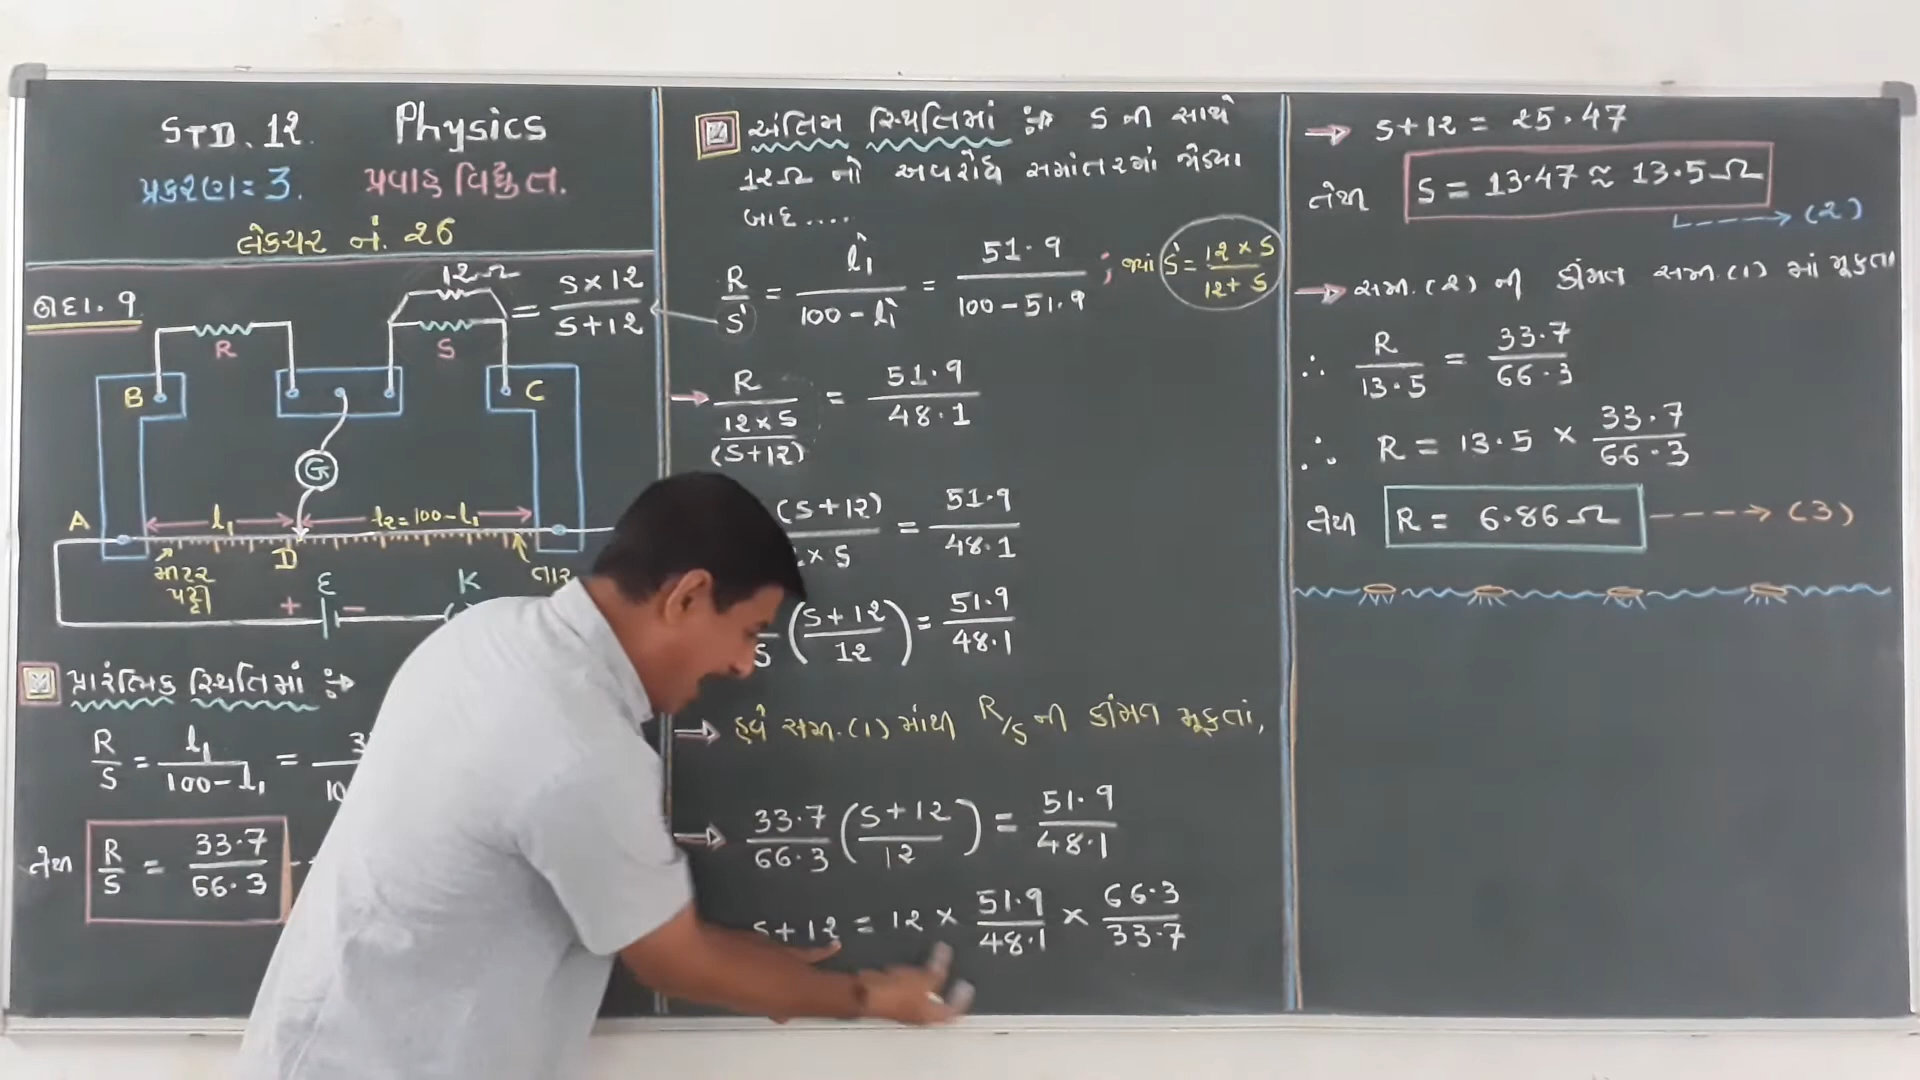 STD. 12. Physics
પ્રકરણ = 3. પ્રવાહ વિદ્યુત.
લેક્ચર નં. 26
ઉદા. 9
12Ω
= S × 12 / S + 12
R
S
B
C
G
A
l₁
l₂ = 100 - l₁
D
મીટર પટ્ટી
તાર
+ ε - K
પ્રારંભિક સ્થિતિમાં :→
R/S = l₁ / 100 - l₁ =
તેથી R/S = 33.7 / 66.3
અંતિમ સ્થિતિમાં :→ S ની સાથે
12Ω નો અવરોધ સમાંતરમાં જોડ્યા
બાદ....
R/S' = l₁' / 100 - l₁' = 51.9 / 100 - 51.9 ; જ્યાં S' = 12 × S / 12 + S
→ R / (12 × S / (S+12)) = 51.9 / 48.1
(S+12) / × S = 51.9 / 48.1
(S+12 / 12) = 51.9 / 48.1
→ હવે સમી.(1) માંથી R/S ની કિંમત મૂકતાં,
→ 33.7 / 66.3 (S+12 / 12) = 51.9 / 48.1
S+12 = 12 × 51.9 / 48.1 × 66.3 / 33.7
→ S+12 = 25.47
તેથી S = 13.47 ≈ 13.5Ω
---→ (2)
→ સમી.(2) ની કિંમત સમી.(1) માં મૂકતા
∴ R / 13.5 = 33.7 / 66.3
∴ R = 13.5 × 33.7 / 66.3
તેથી R = 6.86Ω ---→ (3)